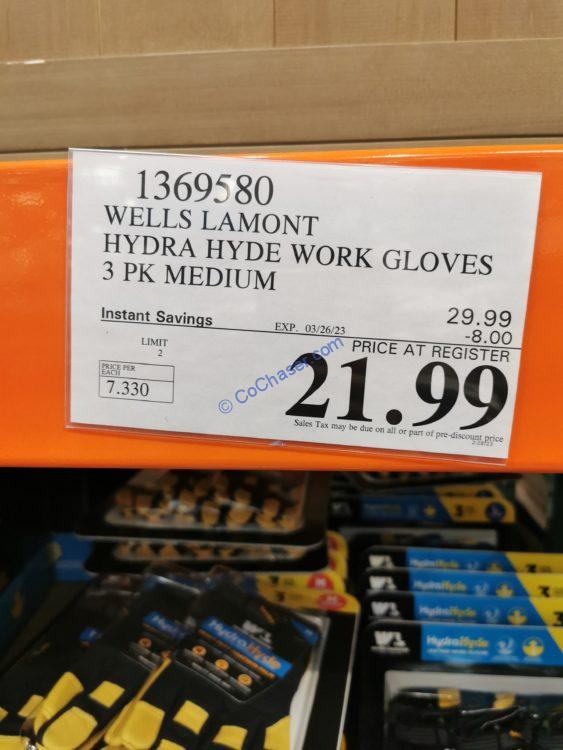 1369580
WELLS LAMONT
HYDRA HYDE WORK GLOVES
3 PK MEDIUM
Instant Savings EXP. 03/26/23 29.99
-8.00
LIMIT
2
PRICE AT REGISTER
PRICE PER
EACH
7.330
21.99
© CoChaser.com
Sales Tax may be due on all or part of pre-discount price
HydraHyde
HydraHyde
HydraHyde
HydraHyde
HydraHyde